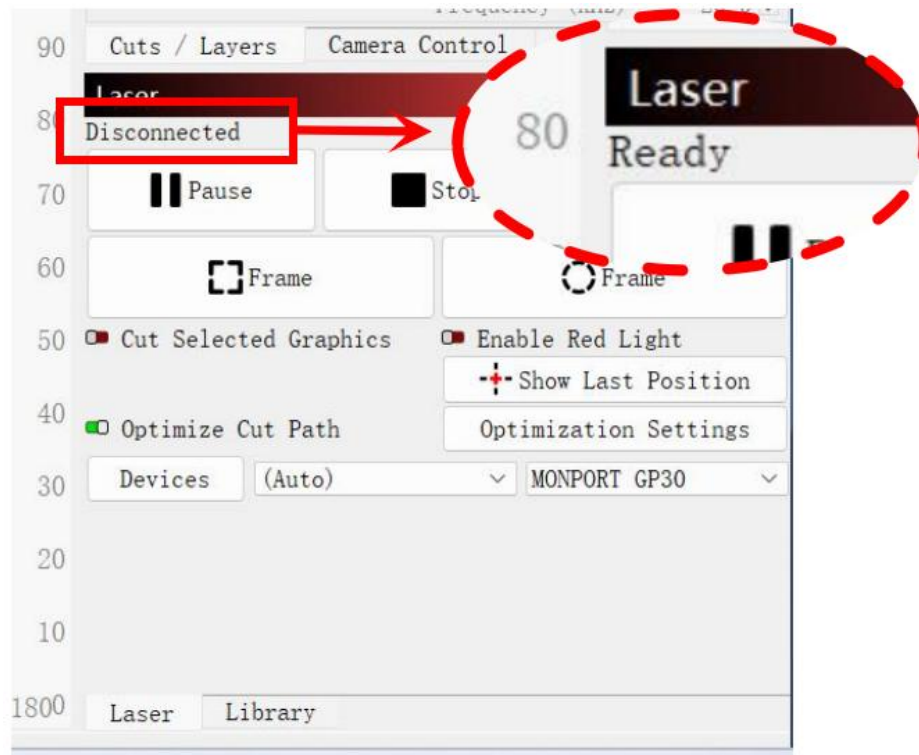 90
Cuts / Layers
Camera Control
Laser
80
Disconnected
80
Laser
Ready
70
Pause
60
Frame
Frame
50
Cut Selected Graphics
Enable Red Light
Show Last Position
40
Optimize Cut Path
Optimization Settings
30
Devices
(Auto)
MONPORT GP30
20
10
1800
Laser
Library